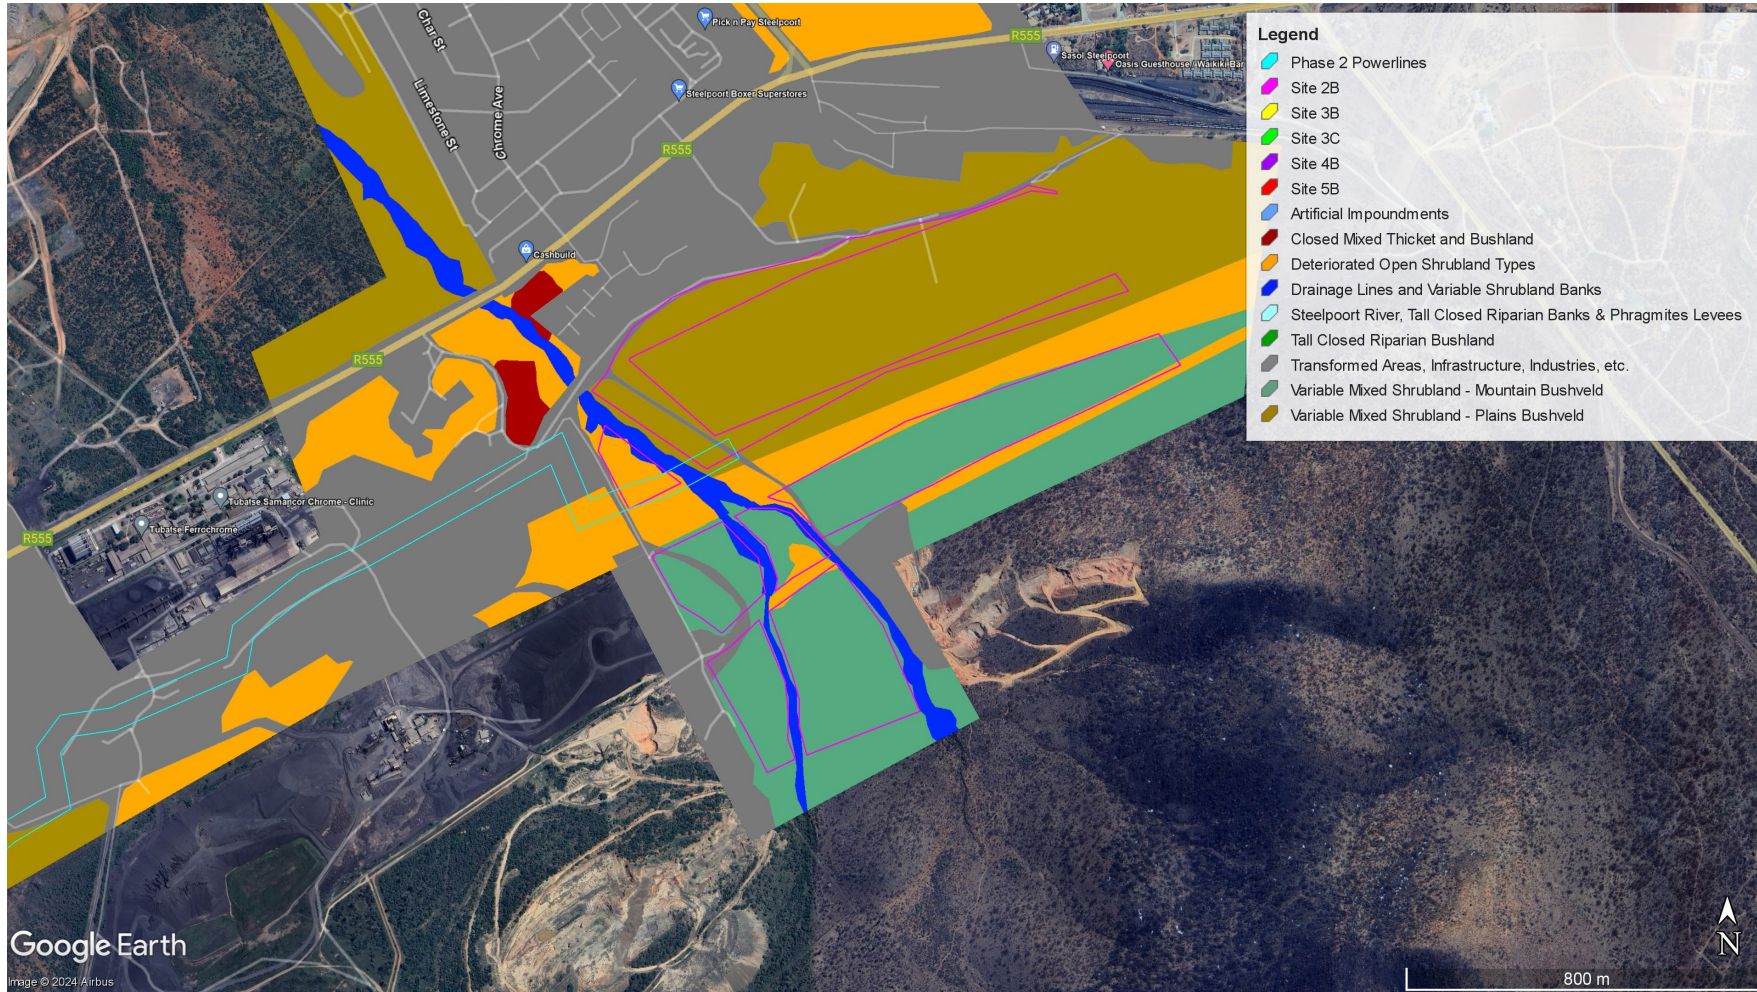 Char St
Pick n Pay Steelpoort
R555
Sasol Steelpoort
Oasis Guesthouse / Waikiki Bar
Limestone St
Chrome Ave
Steelpoort Boxer Superstores
R555
Cashbuild
R555
Tubatse Samancor Chrome - Clinic
Tubatse Ferrochrome
R555
Legend
Phase 2 Powerlines
Site 2B
Site 3B
Site 3C
Site 4B
Site 5B
Artificial Impoundments
Closed Mixed Thicket and Bushland
Deteriorated Open Shrubland Types
Drainage Lines and Variable Shrubland Banks
Steelpoort River, Tall Closed Riparian Banks & Phragmites Levees
Tall Closed Riparian Bushland
Transformed Areas, Infrastructure, Industries, etc.
Variable Mixed Shrubland - Mountain Bushveld
Variable Mixed Shrubland - Plains Bushveld
Google Earth
Image © 2024 Airbus
N
800 m